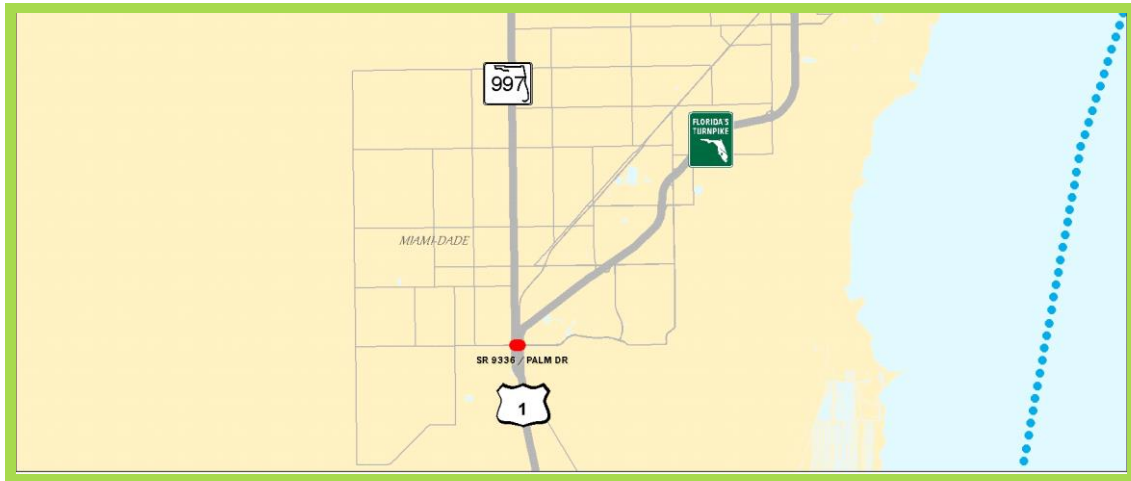 997
FLORIDA'S
TURNPIKE
MIAMI-DADE
SR 9336 / PALM DR
1